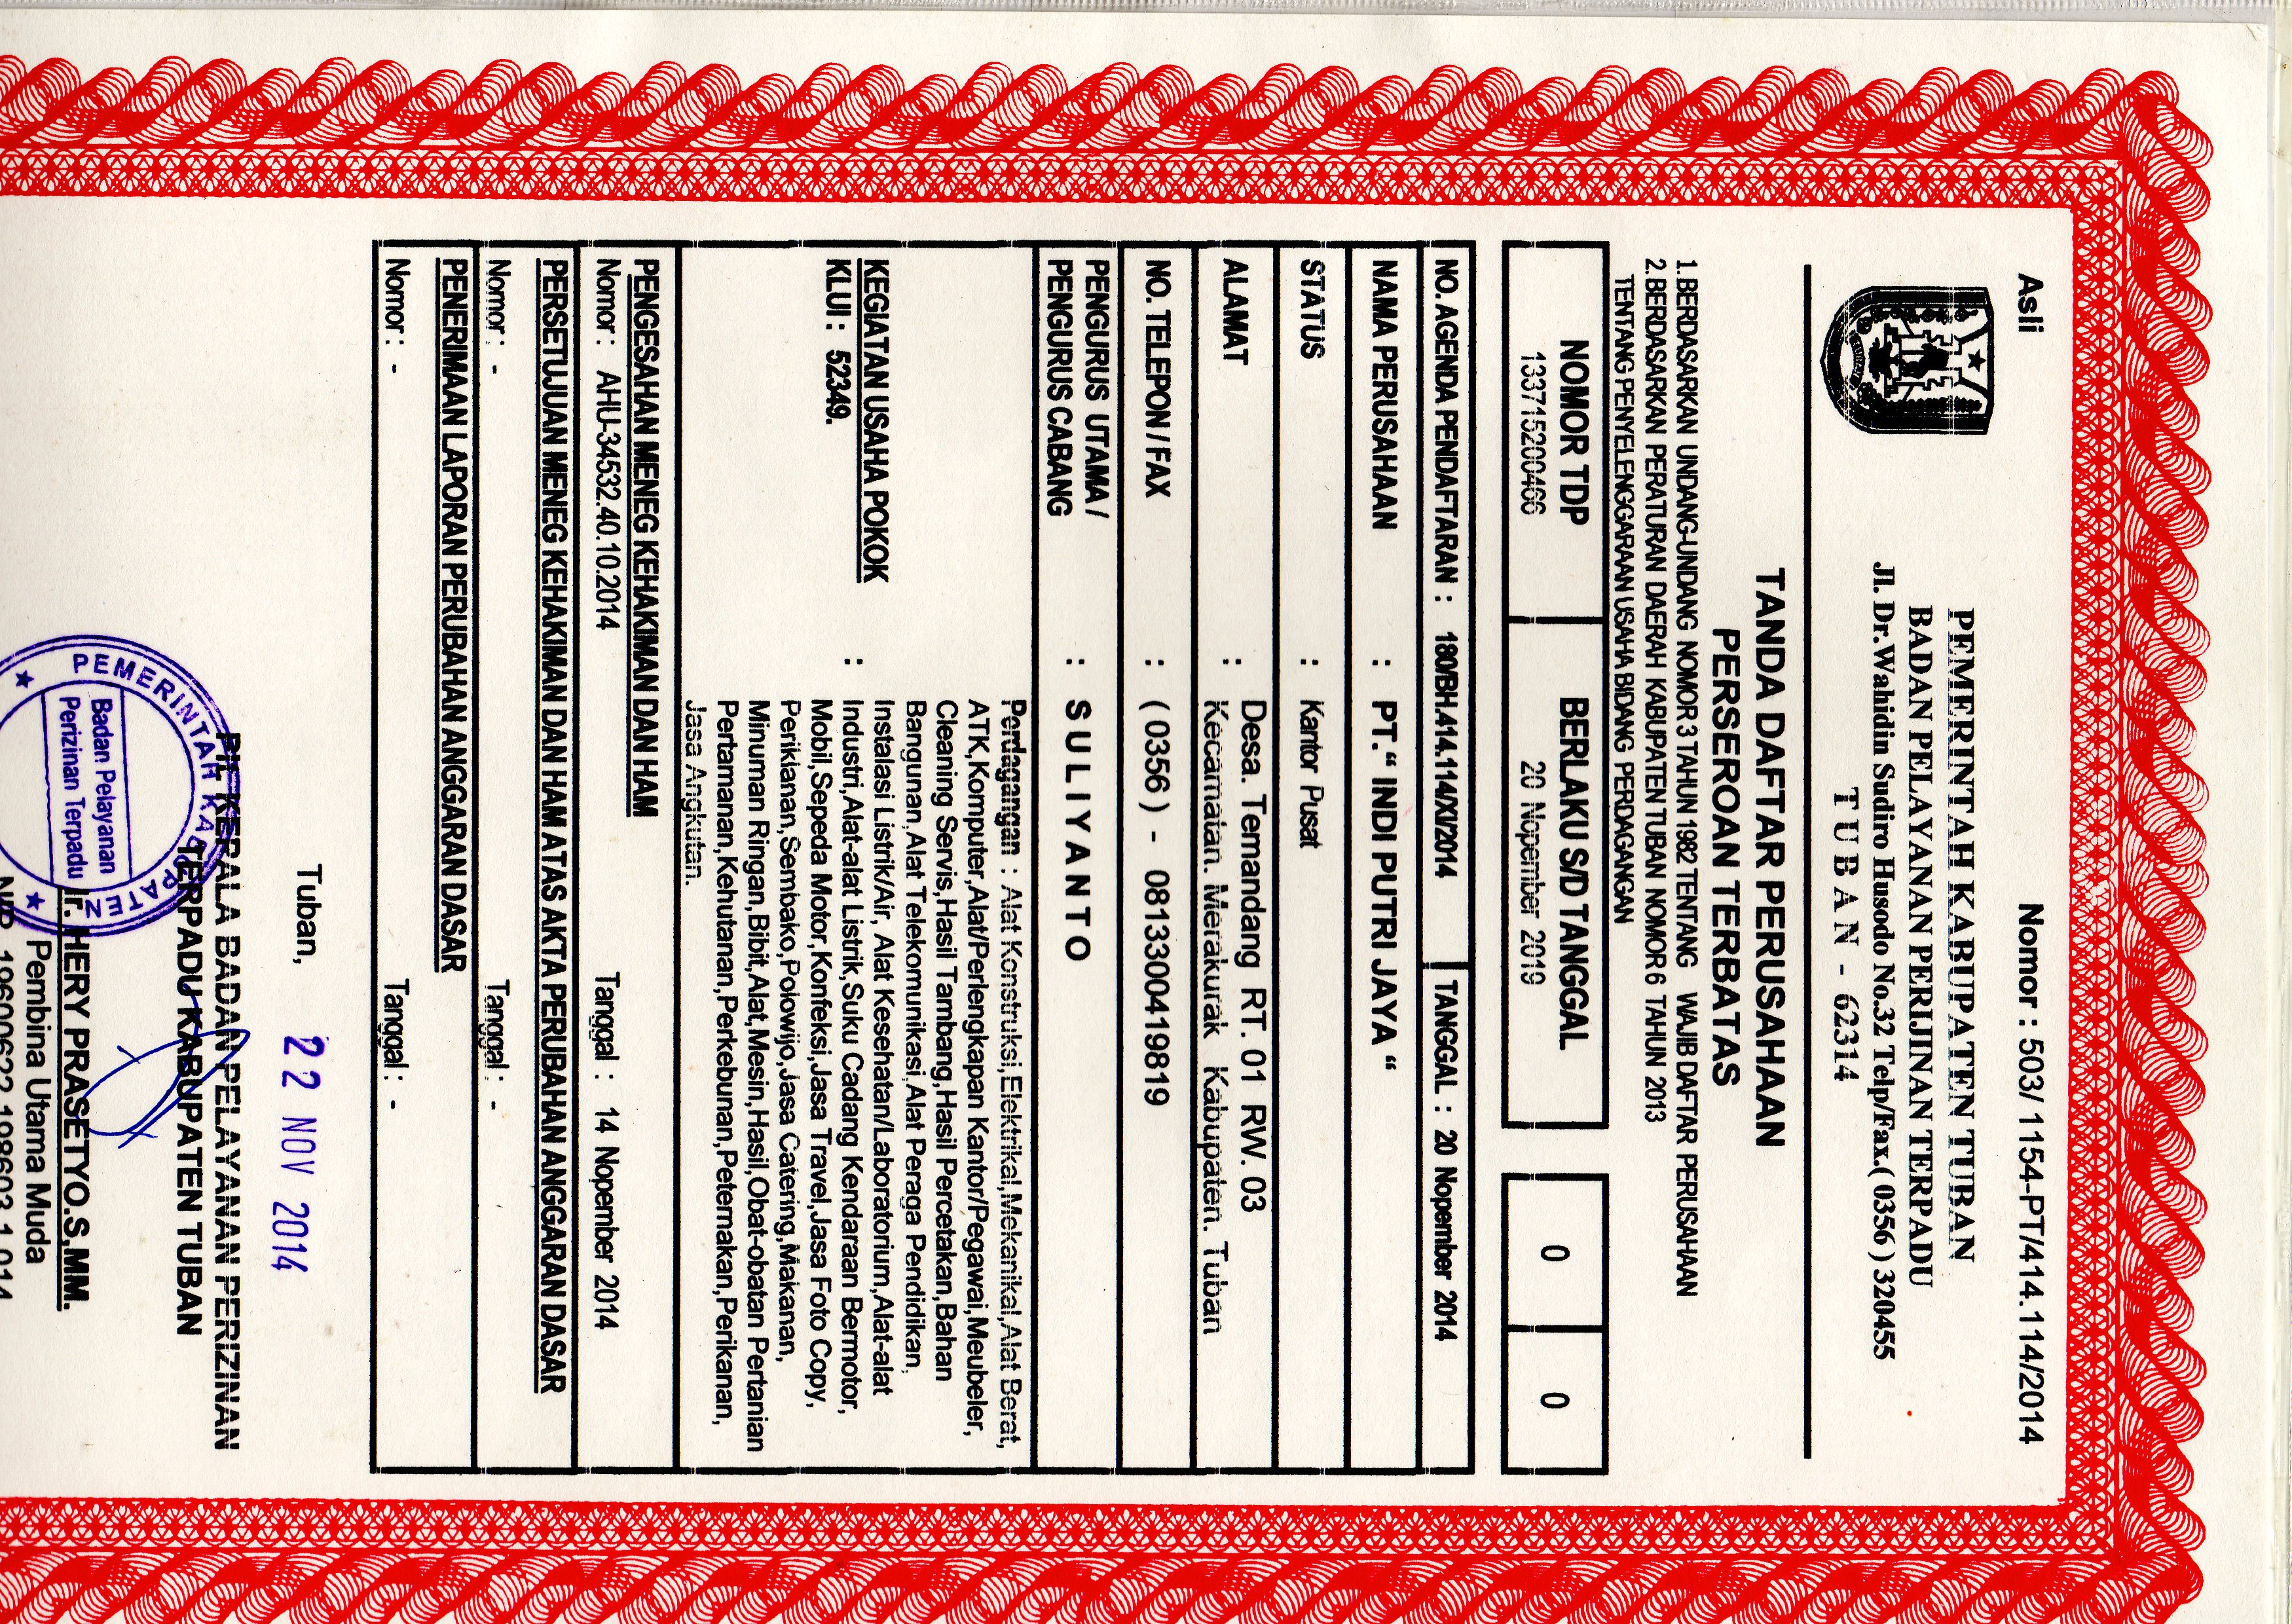 Asli
Nomor : 503/ 1154-PT/414.114/2014
PEMERINTAH KABUPATEN TUBAN
BADAN PELAYANAN PERIJINAN TERPADU
Jl. Dr.Wahidin Sudiro Husodo No.32 Telp/Fax.( 0356 ) 320455
T U B A N - 62314
TANDA DAFTAR PERUSAHAAN
PERSEROAN TERBATAS
1. BERDASARKAN UNDANG-UNDANG NOMOR 3 TAHUN 1982 TENTANG WAJIB DAFTAR PERUSAHAAN
2. BERDASARKAN PERATURAN DAERAH KABUPATEN TUBAN NOMOR 6 TAHUN 2013
TENTANG PENYELENGGARAAN USAHA BIDANG PERDAGANGAN
NOMOR TDP
133715200466
BERLAKU S/D TANGGAL
20 Nopember 2019
0
0
NO. AGENDA PENDAFTARAN : 180/BH.414.114/XI/2014
TANGGAL : 20 Nopember 2014
NAMA PERUSAHAAN : PT." INDI PUTRI JAYA "
STATUS : Kantor Pusat
ALAMAT : Desa. Temandang RT. 01 RW. 03
Kecamatan. Merakurak Kabupaten. Tuban
NO. TELEPON / FAX : ( 0356 ) - 081330041 9819
PENGURUS UTAMA /
PENGURUS CABANG : S U L I Y A N T O
KEGIATAN USAHA POKOK :
KLUI : 52349.
Perdagangan : Alat Konstruksi,Elektrikal,Mekanikal,Alat Berat,
ATK,Komputer,Alat/Perlengkapan Kantor/Pegawai,Meubeler,
Cleaning Servis,Hasil Tambang,Hasil Percetakan,Bahan
Bangunan,Alat Telekomunikasi,Alat Peraga Pendidikan,
Instalasi Listrik/Air, Alat Kesehatan/Laboratorium,Alat-alat
Industri,Alat-alat Listrik,Suku Cadang Kendaraan Bermotor,
Mobil,Sepeda Motor,Konfeksi,Jasa Travel,Jasa Foto Copy,
Periklanan,Sembako,Polowijo,Jasa Catering,Makanan,
Minuman Ringan,Bibit,Alat,Mesin,Hasil,Obat-obatan Pertanian
Pertamanan,Kehutanan,Perkebunan,Peternakan,Perikanan,
Jasa Angkutan.
PENGESAHAN MENEG KEHAKIMAN DAN HAM
Nomor : AHU-34532.40.10.2014 Tanggal : 14 Nopember 2014
PERSETUJUAN MENEG KEHAKIMAN DAN HAM ATAS AKTA PERUBAHAN ANGGARAN DASAR
Nomor : - Tanggal : -
PENERIMAAN LAPORAN PERUBAHAN ANGGARAN DASAR
Nomor : - Tanggal : -
Tuban, 22 NOV 2014
Plt. KEPALA BADAN PELAYANAN PERIZINAN
TERPADU KABUPATEN TUBAN
PEMERINTAH KABUPATEN
Badan Pelayanan
Perizinan Terpadu
Ir. HERY PRASETYO.S,MM.
Pembina Utama Muda